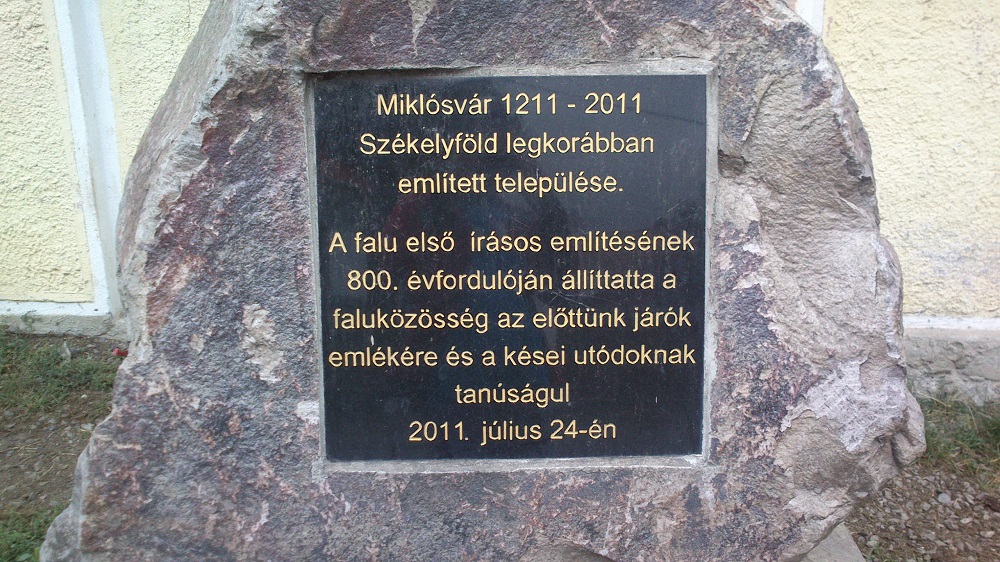 Miklósvár 1211 - 2011
Székelyföld legkorábban
említett települése.
A falu első írásos említésének
800. évfordulóján állíttatta a
faluközösség az előttünk járók
emlékére és a kései utódoknak
tanúságul
2011. július 24-én